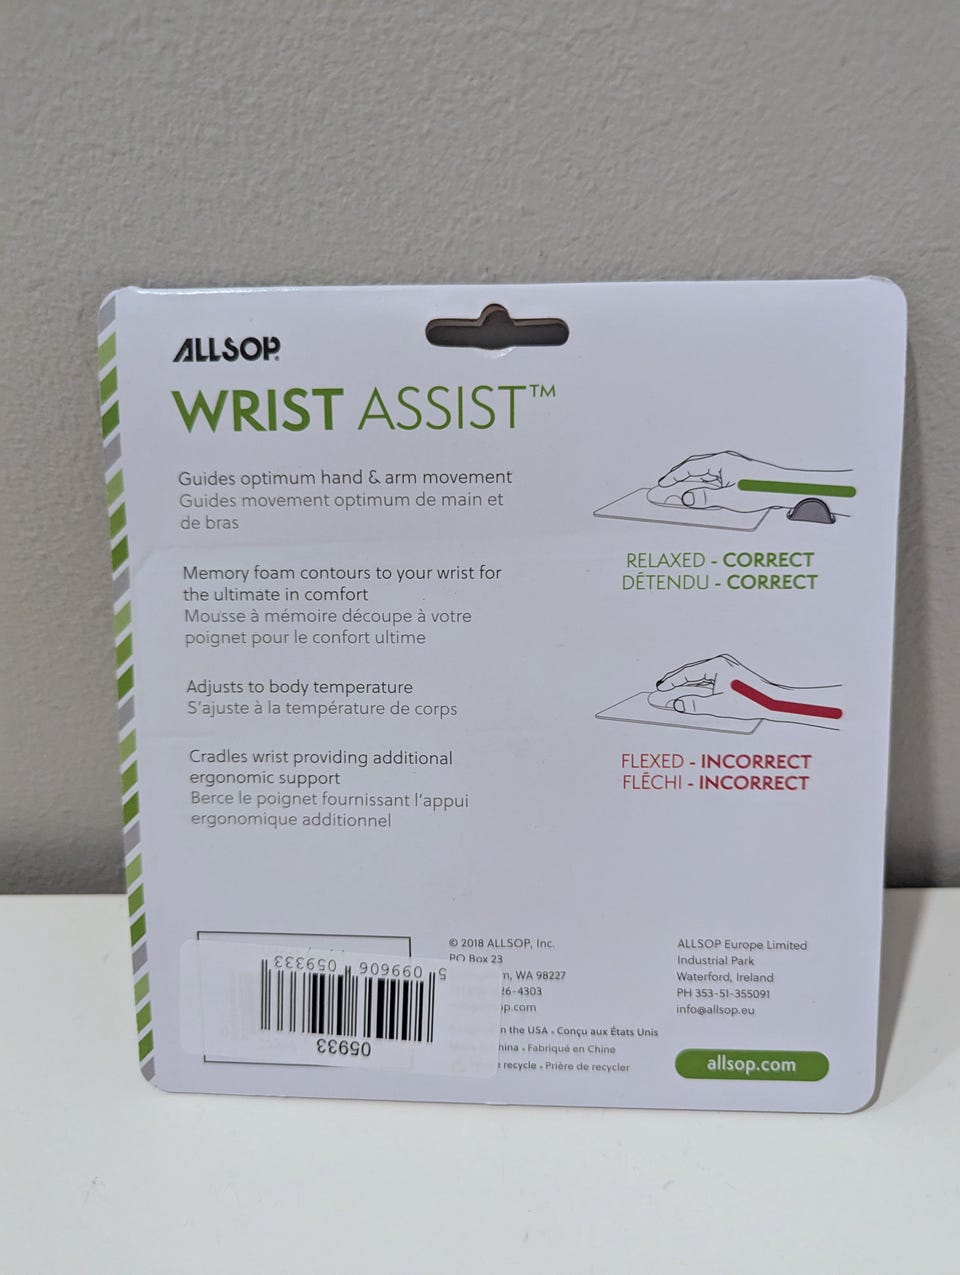 ALLSOP®
WRIST ASSIST™
Guides optimum hand & arm movement
Guides movement optimum de main et
de bras
Memory foam contours to your wrist for
the ultimate in comfort
Mousse à mémoire découpe à votre
poignet pour le confort ultime
Adjusts to body temperature
S'ajuste à la température de corps
Cradles wrist providing additional
ergonomic support
Berce le poignet fournissant l'appui
ergonomique additionnel
RELAXED - CORRECT
DÉTENDU - CORRECT
FLEXED - INCORRECT
FLÉCHI - INCORRECT
05933
5 099606 059333
© 2018 ALLSOP, Inc.
PO Box 23
WA 98227
26-4303
p.com
n the USA • Conçu aux États Unis
hina • Fabriqué en Chine
recycle • Prière de recycler
ALLSOP Europe Limited
Industrial Park
Waterford, Ireland
PH 353-51-355091
info@allsop.eu
allsop.com